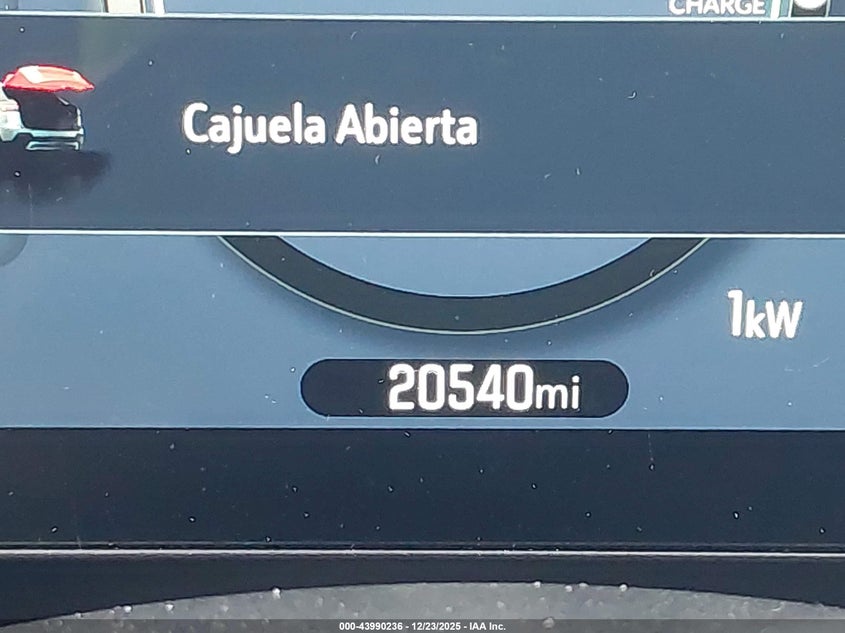 CHARGE
Cajuela Abierta
1kW
20540mi
000-43990236 - 12/23/2025 - IAA Inc.